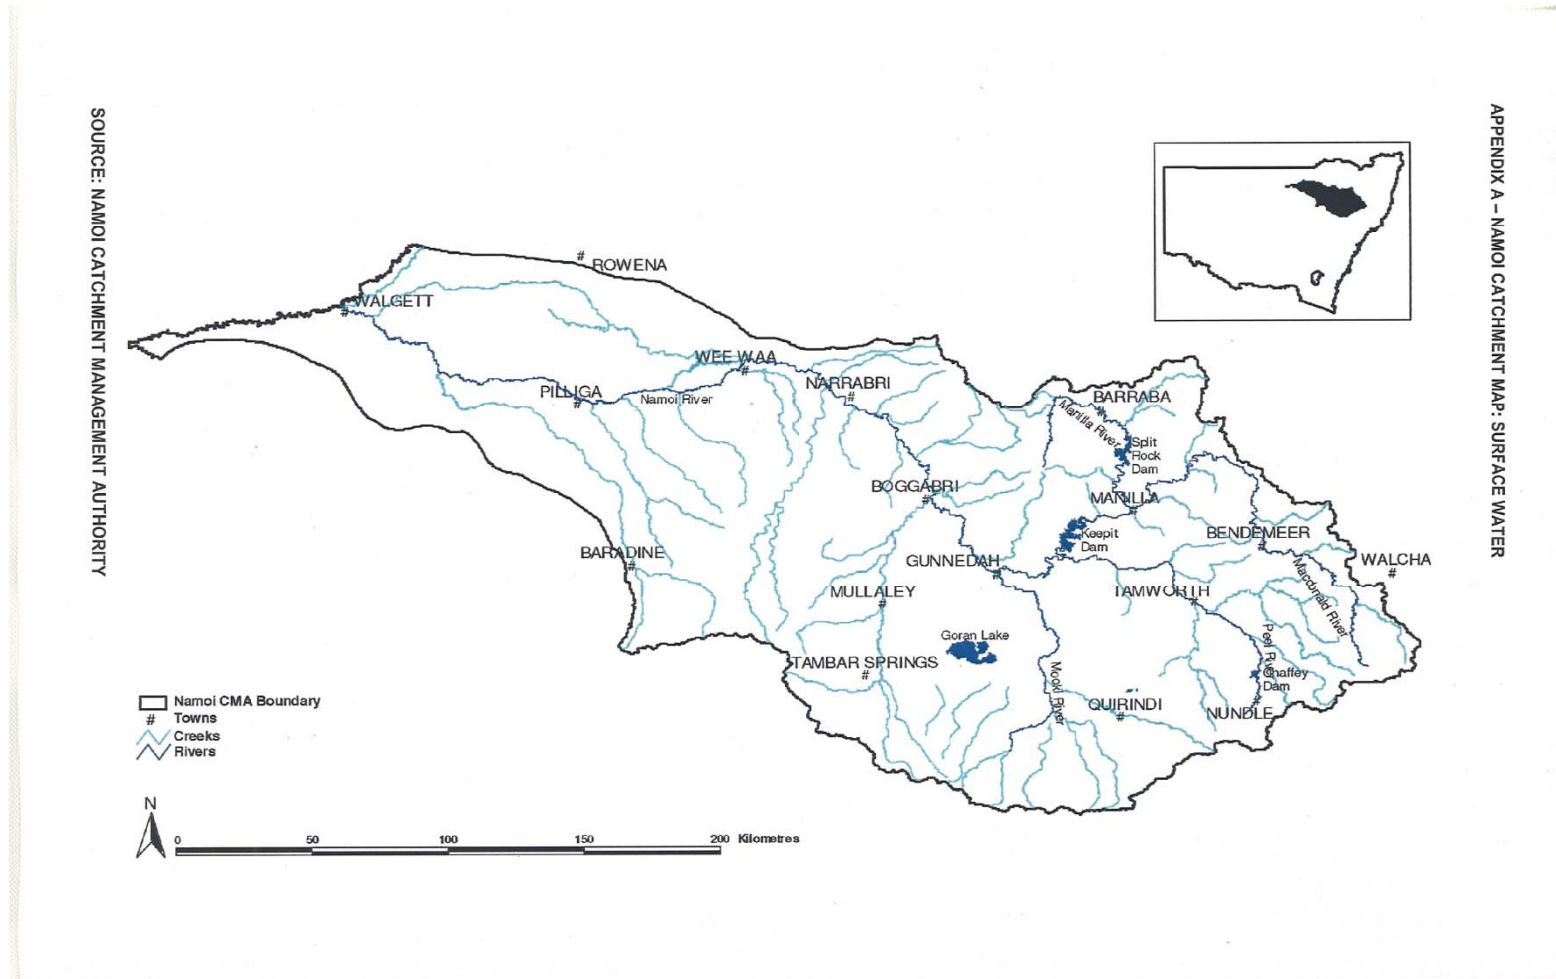 APPENDIX A – NAMOI CATCHMENT MAP: SURFACE WATER
SOURCE: NAMOI CATCHMENT MANAGEMENT AUTHORITY
#
ROWENA
WALGETT
#
WEE WAA
#
PILLIGA
#
Namoi River
NARRABRI
#
BARRABA
#
Manilla River
Split
Rock
Dam
BOGGABRI
#
MANILLA
#
Keepit
Dam
BENDEMEER
#
WALCHA
#
Macdonald River
BARADINE
#
GUNNEDAH
#
MULLALEY
#
TAMWORTH
#
Goran Lake
Peel River
TAMBAR SPRINGS
#
Mooki River
Chaffey
Dam
QUIRINDI
#
NUNDLE
#
Namoi CMA Boundary
# Towns
Creeks
Rivers
N
0 50 100 150 200 Kilometres